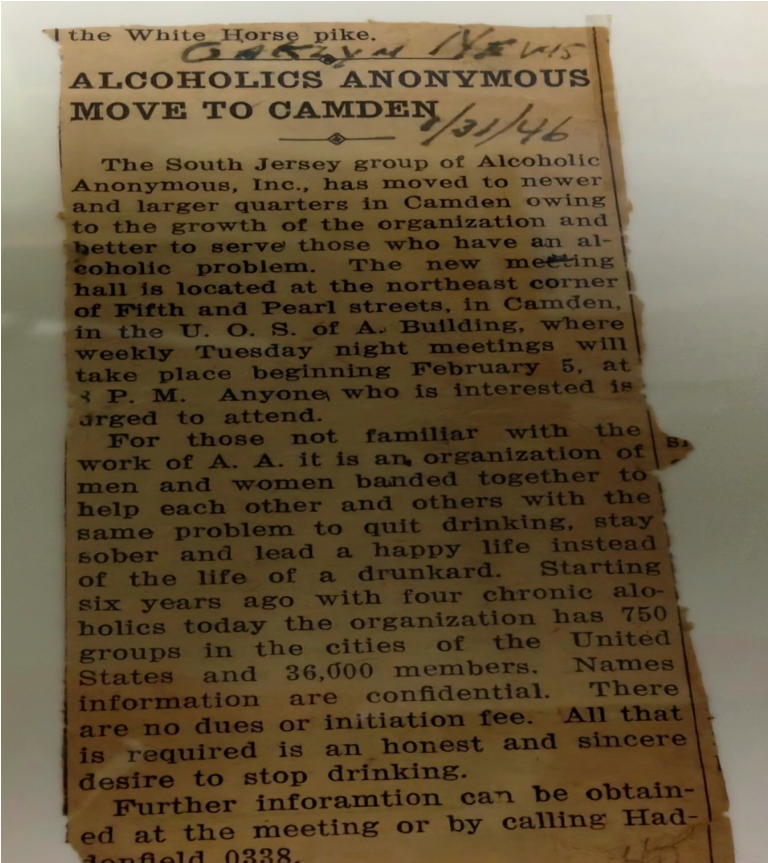 the White Horse pike.
OAKLYN NEWS
ALCOHOLICS ANONYMOUS
MOVE TO CAMDEN
1/31/46
The South Jersey group of Alcoholic
Anonymous, Inc., has moved to newer
and larger quarters in Camden owing
to the growth of the organization and
better to serve those who have an al-
coholic problem. The new meeting
hall is located at the northeast corner
of Fifth and Pearl streets, in Camden,
in the U. O. S. of A. Building, where
weekly Tuesday night meetings will
take place beginning February 5, at
8 P. M. Anyone who is interested is
urged to attend.
For those not familiar with the
work of A. A. it is an organization of
men and women banded together to
help each other and others with the
same problem to quit drinking, stay
sober and lead a happy life instead
of the life of a drunkard. Starting
six years ago with four chronic alo-
holics today the organization has 750
groups in the cities of the United
States and 36,000 members. Names
information are confidential. There
are no dues or initiation fee. All that
is required is an honest and sincere
desire to stop drinking.
Further inforamtion can be obtain-
ed at the meeting or by calling Had-
donfield 0338.